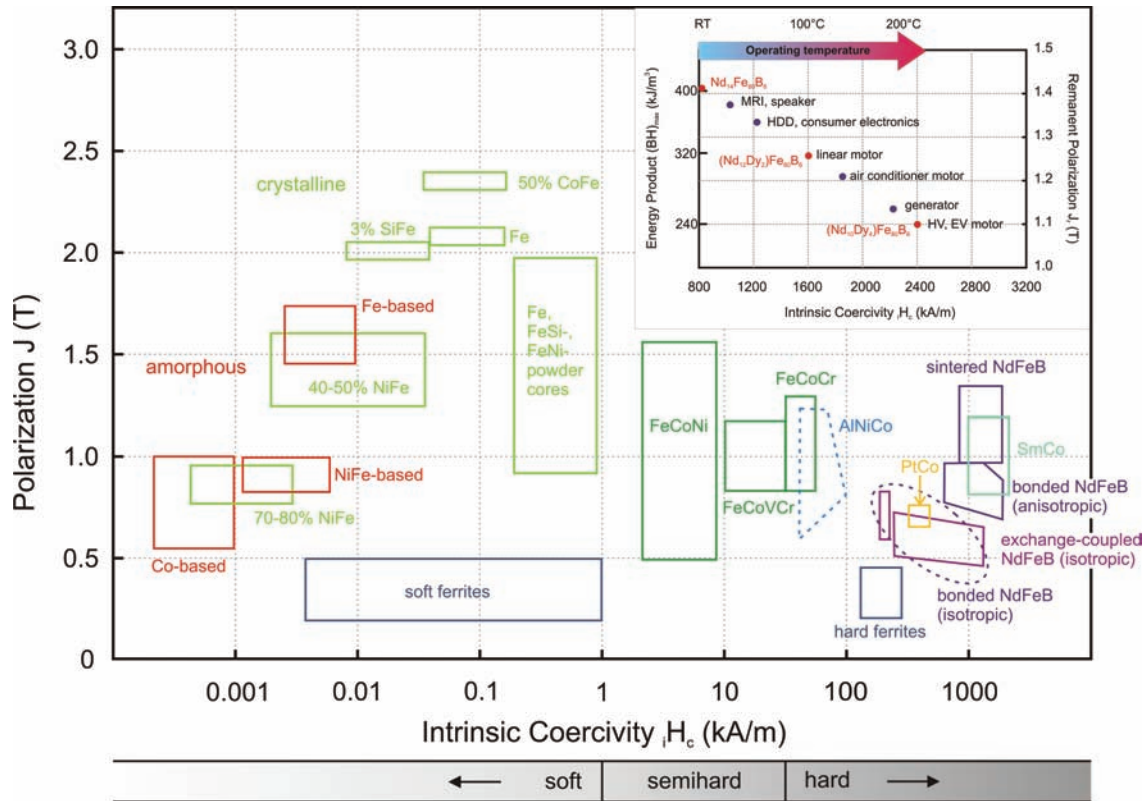 3.0
2.5
2.0
1.5
1.0
0.5
0
Polarization J (T)
crystalline
50% CoFe
3% SiFe
Fe
Fe-based
amorphous
40-50% NiFe
Fe,
FeSi-,
FeNi-
powder
cores
NiFe-based
70-80% NiFe
Co-based
soft ferrites
FeCoNi
FeCoCr
FeCoVCr
AlNiCo
sintered NdFeB
SmCo
PtCo
bonded NdFeB
(anisotropic)
exchange-coupled
NdFeB (isotropic)
bonded NdFeB
(isotropic)
hard ferrites
0.001 0.01 0.1 1 10 100 1000
Intrinsic Coercivity ᵢH꜀ (kA/m)
soft semihard hard
RT 100°C 200°C
Operating temperature
Energy Product (BH)ₘₐₓ (kJ/m³)
400
320
240
Nd₁₄Fe₈₀B₆
MRI, speaker
HDD, consumer electronics
(Nd₁₂Dy₂)Fe₈₀B₆
linear motor
air conditioner motor
generator
(Nd₁₀Dy₄)Fe₈₀B₆
HV, EV motor
1.5
1.4
1.3
1.2
1.1
1.0
Remanent Polarization Jᵣ (T)
800 1200 1600 2000 2400 2800 3200
Intrinsic Coercivity ᵢH꜀ (kA/m)